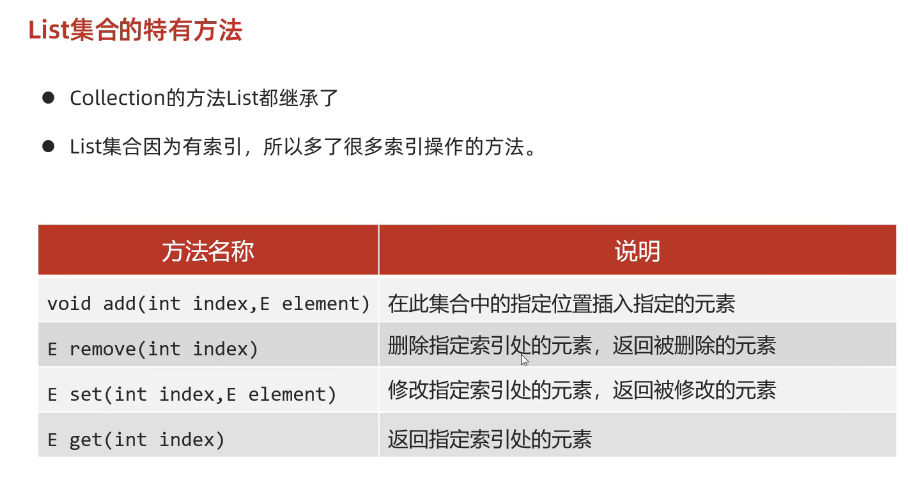 List集合的特有方法
● Collection的方法List都继承了
● List集合因为有索引，所以多了很多索引操作的方法。
方法名称 说明
void add(int index,E element) 在此集合中的指定位置插入指定的元素
E remove(int index) 删除指定索引处的元素，返回被删除的元素
E set(int index,E element) 修改指定索引处的元素，返回被修改的元素
E get(int index) 返回指定索引处的元素